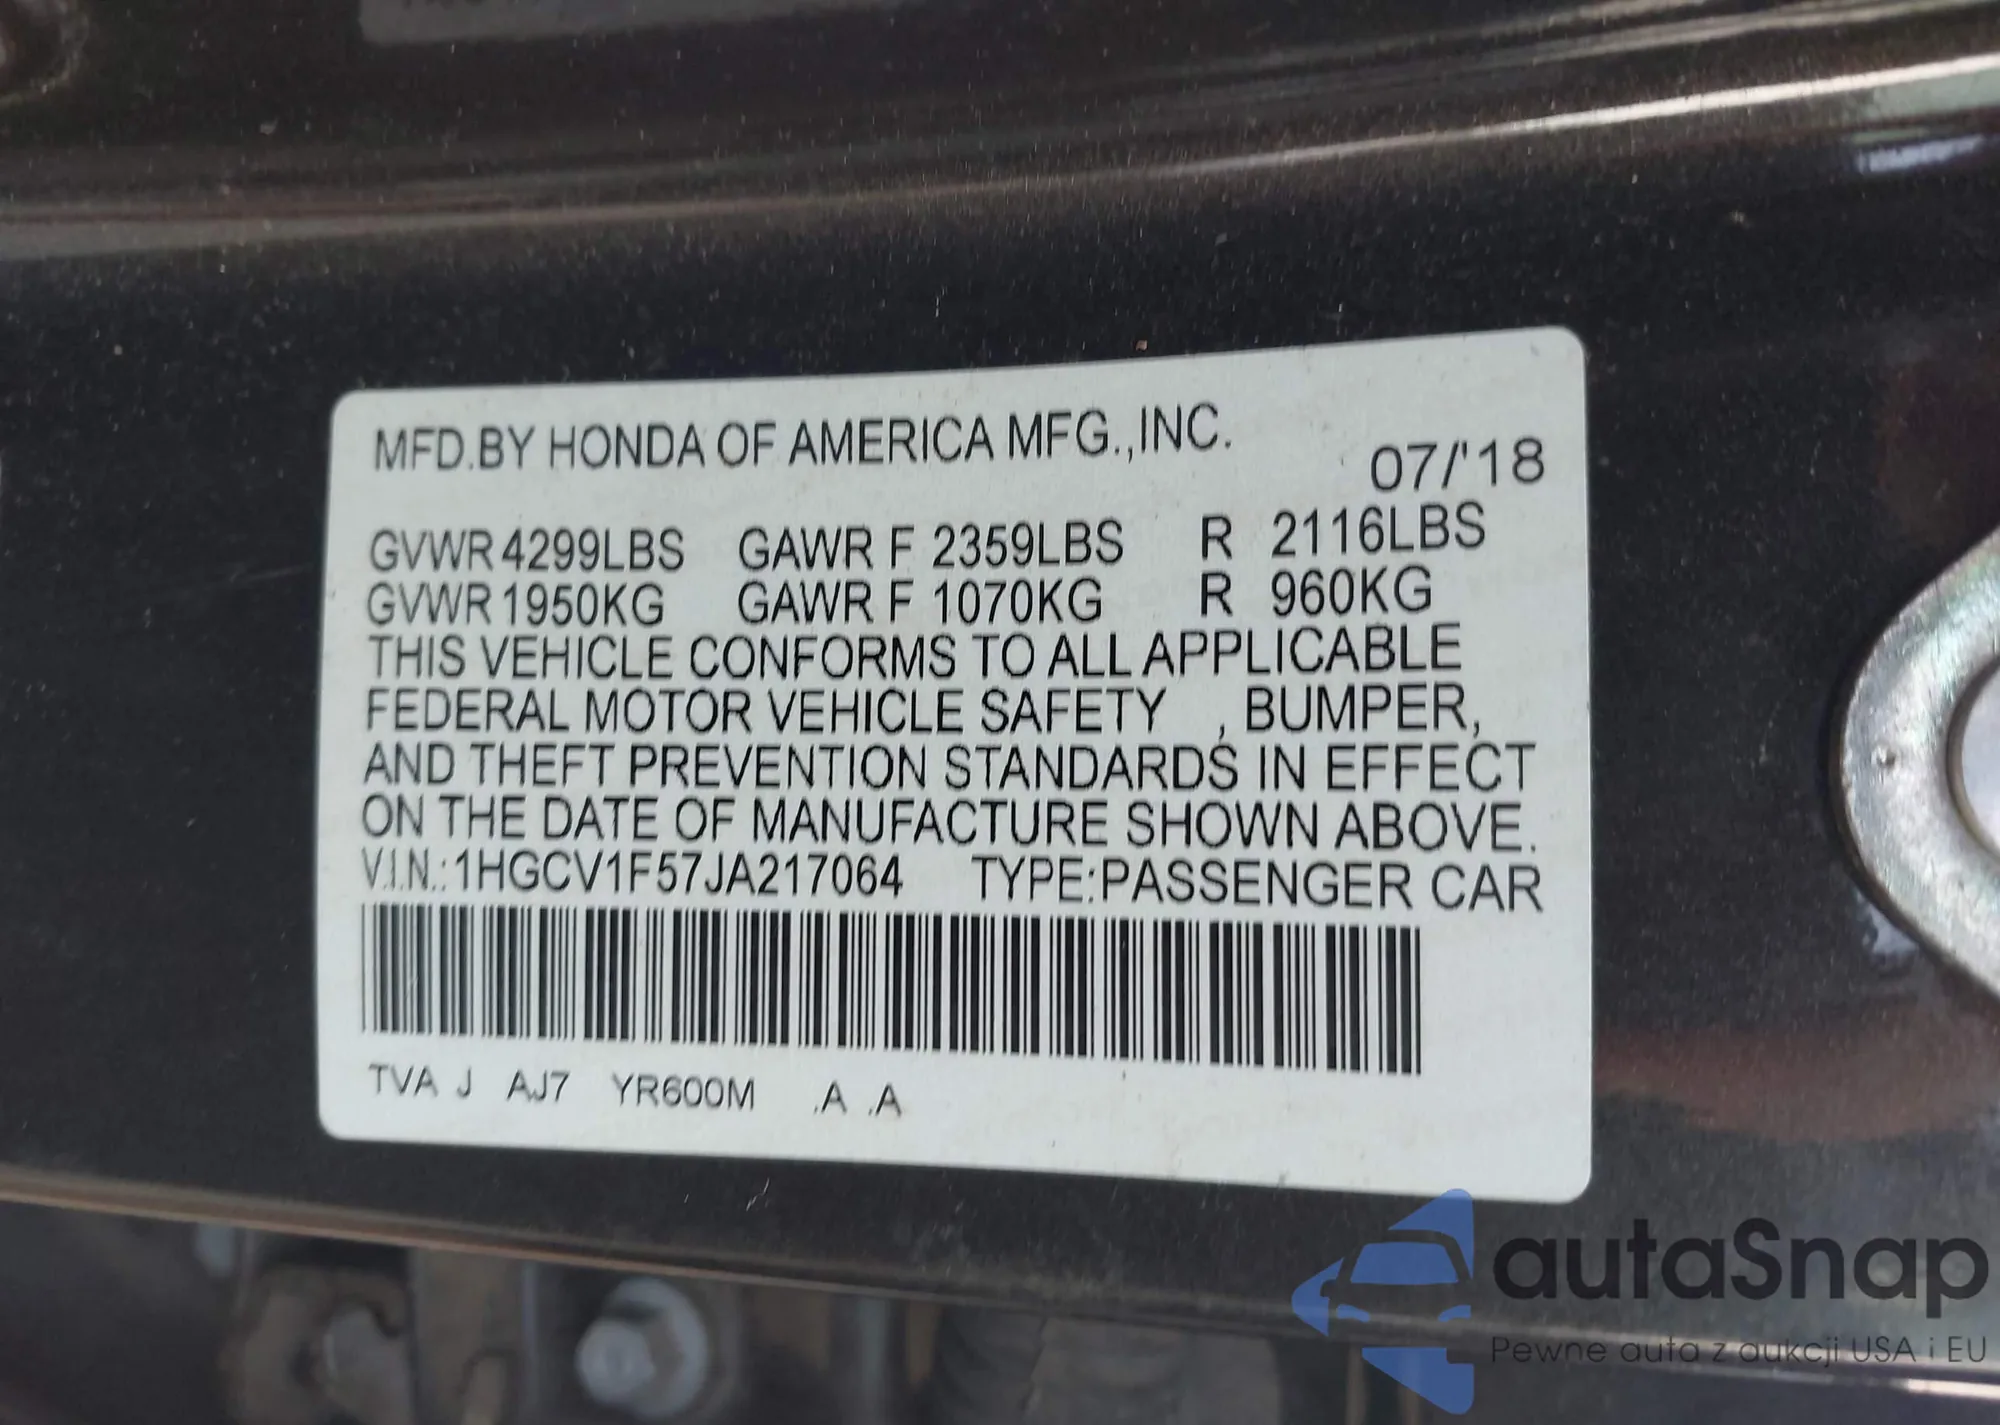 MFD.BY HONDA OF AMERICA MFG.,INC.
07/'18
GVWR 4299LBS GAWR F 2359LBS R 2116LBS
GVWR 1950KG GAWR F 1070KG R 960KG
THIS VEHICLE CONFORMS TO ALL APPLICABLE
FEDERAL MOTOR VEHICLE SAFETY , BUMPER,
AND THEFT PREVENTION STANDARDS IN EFFECT
ON THE DATE OF MANUFACTURE SHOWN ABOVE.
V.I.N.:1HGCV1F57JA217064 TYPE:PASSENGER CAR
TVA J AJ7 YR600M .A .A
autaSnap
Pewne auta z aukcji USA i EU